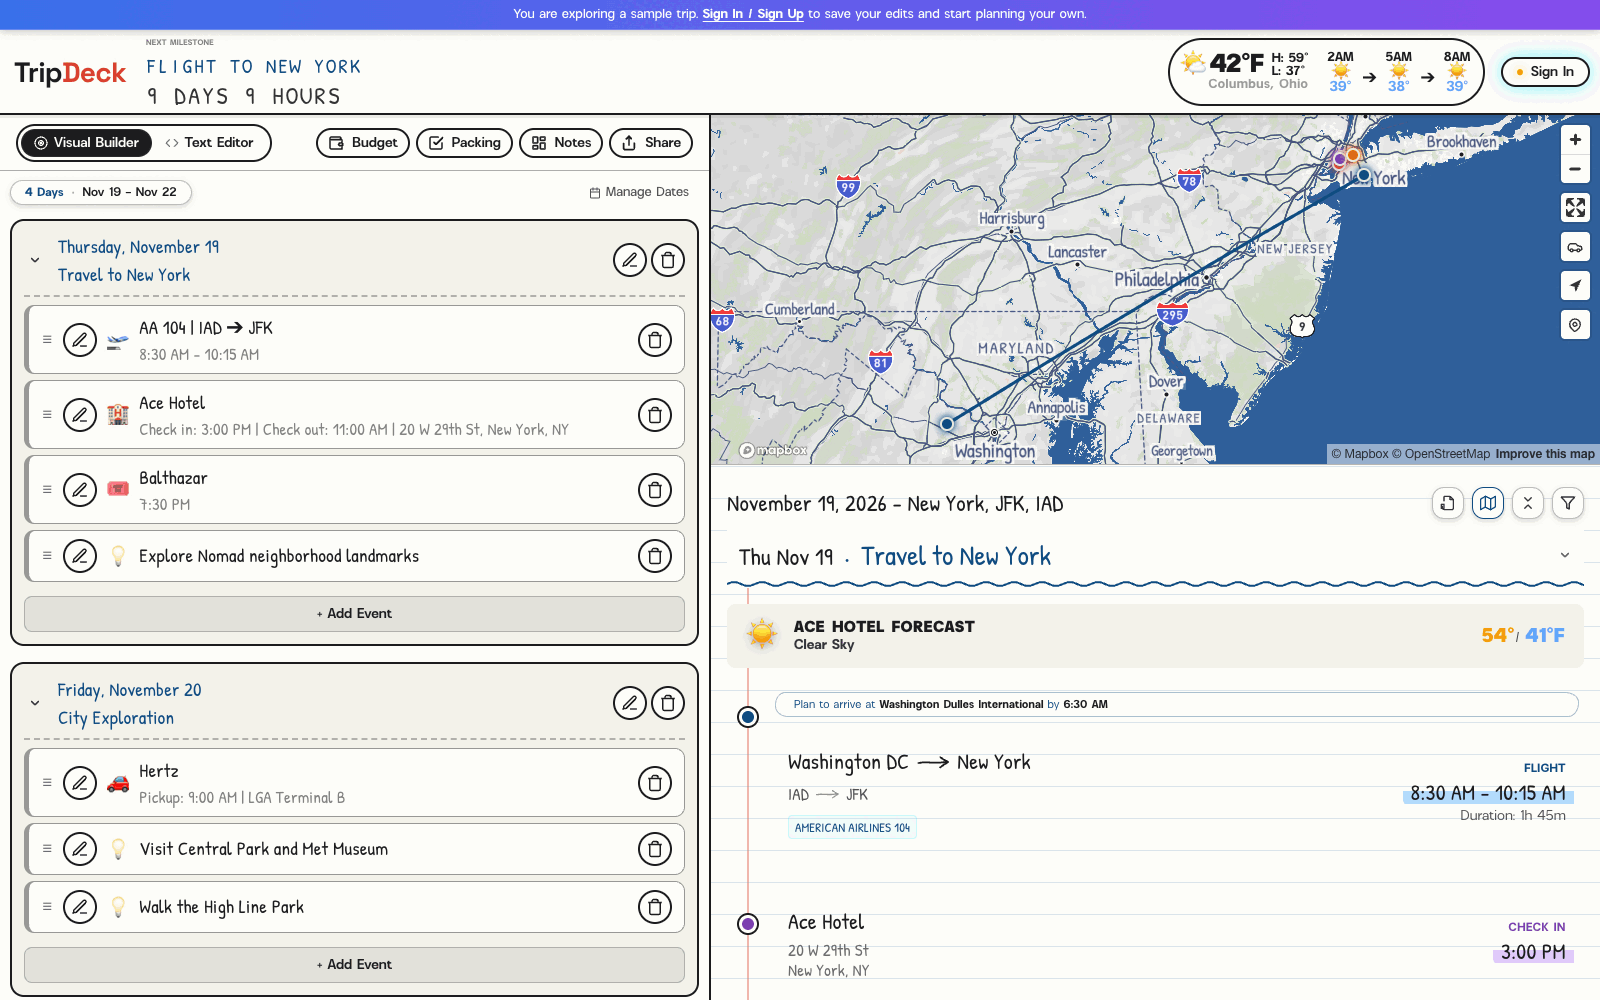 You are exploring a sample trip. Sign In / Sign Up to save your edits and start planning your own.
TripDeck
NEXT MILESTONE
FLIGHT TO NEW YORK
9 DAYS 9 HOURS
42°F
H: 59°
L: 37°
Columbus, Ohio
2AM
39°
5AM
38°
8AM
39°
Sign In
Visual Builder
Text Editor
Budget
Packing
Notes
Share
4 Days · Nov 19 – Nov 22
Manage Dates
Thursday, November 19
Travel to New York
AA 104 | IAD ➔ JFK
8:30 AM – 10:15 AM
Ace Hotel
Check in: 3:00 PM | Check out: 11:00 AM | 20 W 29th St, New York, NY
Balthazar
7:30 PM
Explore Nomad neighborhood landmarks
+ Add Event
Friday, November 20
City Exploration
Hertz
Pickup: 9:00 AM | LGA Terminal B
Visit Central Park and Met Museum
Walk the High Line Park
+ Add Event
Brookhaven
New York
99
78
Harrisburg
Lancaster
NEW JERSEY
Philadelphia
Cumberland
68
295
9
MARYLAND
81
Dover
Annapolis
DELAWARE
Washington
Georgetown
mapbox
© Mapbox © OpenStreetMap Improve this map
November 19, 2026 – New York, JFK, IAD
Thu Nov 19 · Travel to New York
ACE HOTEL FORECAST
Clear Sky
54°/ 41°F
Plan to arrive at Washington Dulles International by 6:30 AM
Washington DC ⟶ New York
IAD ⟶ JFK
AMERICAN AIRLINES 104
FLIGHT
8:30 AM – 10:15 AM
Duration: 1h 45m
Ace Hotel
20 W 29th St
New York, NY
CHECK IN
3:00 PM